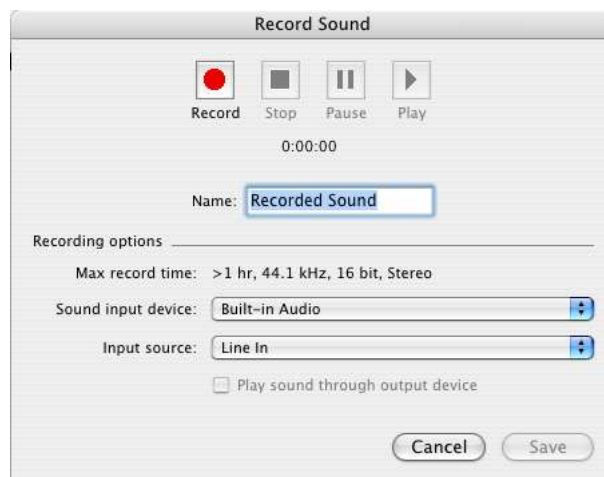 Record Sound
Record Stop Pause Play
0:00:00
Name: Recorded Sound
Recording options
Max record time: >1 hr, 44.1 kHz, 16 bit, Stereo
Sound input device: Built-in Audio
Input source: Line In
Play sound through output device
Cancel Save